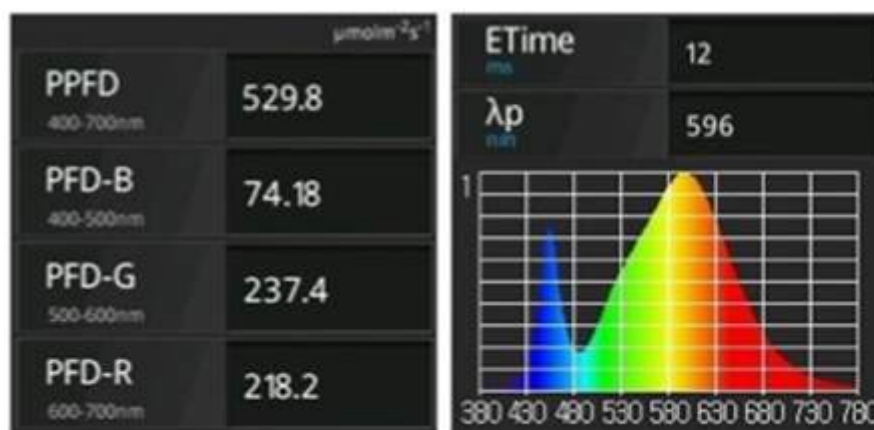 μmolm⁻²s⁻¹
PPFD
400-700nm
529.8
PFD-B
400-500nm
74.18
PFD-G
500-600nm
237.4
PFD-R
600-700nm
218.2
ETime
ms
12
λp
nm
596
1
380 430 480 530 580 630 680 730 780